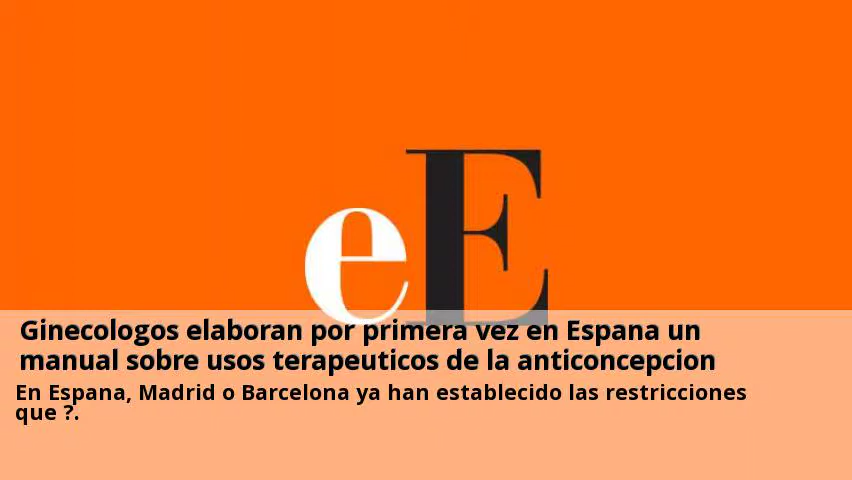 eE
Ginecologos elaboran por primera vez en Espana un
manual sobre usos terapeuticos de la anticoncepcion
En Espana, Madrid o Barcelona ya han establecido las restricciones
que ?.